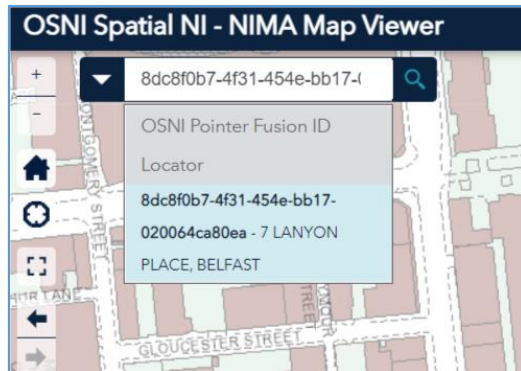 OSNI Spatial NI - NIMA Map Viewer
8dc8f0b7-4f31-454e-bb17-(
OSNI Pointer Fusion ID
Locator
8dc8f0b7-4f31-454e-bb17-
020064ca80ea - 7 LANYON
PLACE, BELFAST
STREET
GLOUCESTER STREET